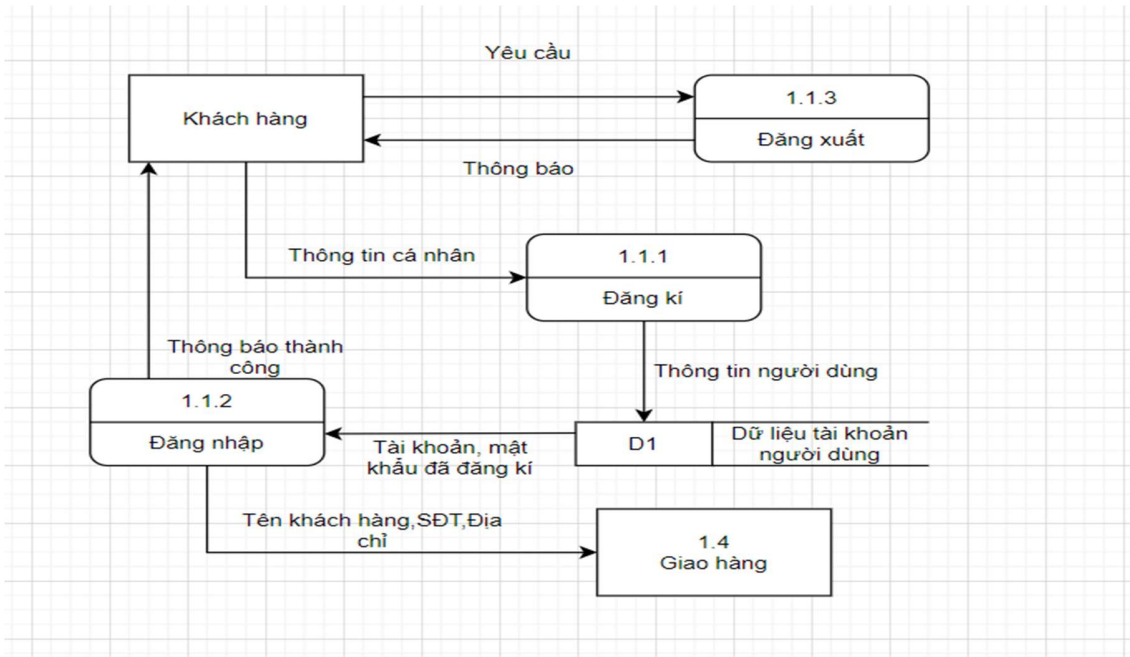 Yêu cầu
Khách hàng
1.1.3
Đăng xuất
Thông báo
Thông tin cá nhân
1.1.1
Đăng kí
Thông báo thành
công
Thông tin người dùng
1.1.2
Đăng nhập
Tài khoản, mật
khẩu đã đăng kí
D1
Dữ liệu tài khoản
người dùng
Tên khách hàng,SĐT,Địa
chỉ
1.4
Giao hàng